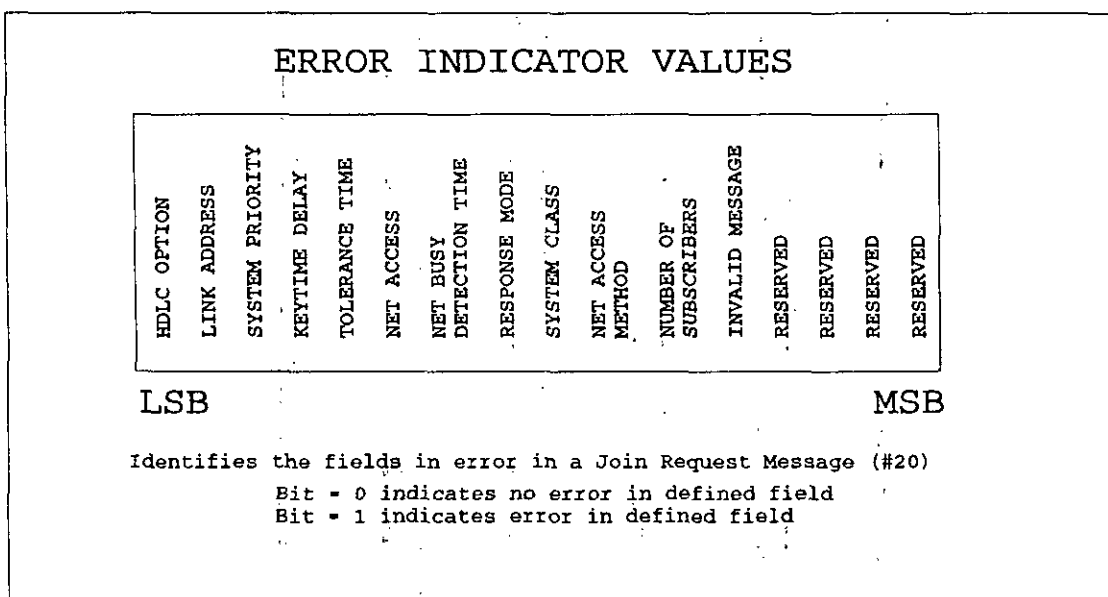 ERROR INDICATOR VALUES
HDLC OPTION
LINK ADDRESS
SYSTEM PRIORITY
KEYTIME DELAY
TOLERANCE TIME
NET ACCESS
NET BUSY
DETECTION TIME
RESPONSE MODE
SYSTEM CLASS
NET ACCESS
METHOD
NUMBER OF
SUBSCRIBERS
INVALID MESSAGE
RESERVED
RESERVED
RESERVED
RESERVED
LSB
MSB
Identifies the fields in error in a Join Request Message (#20)
Bit = 0 indicates no error in defined field
Bit = 1 indicates error in defined field